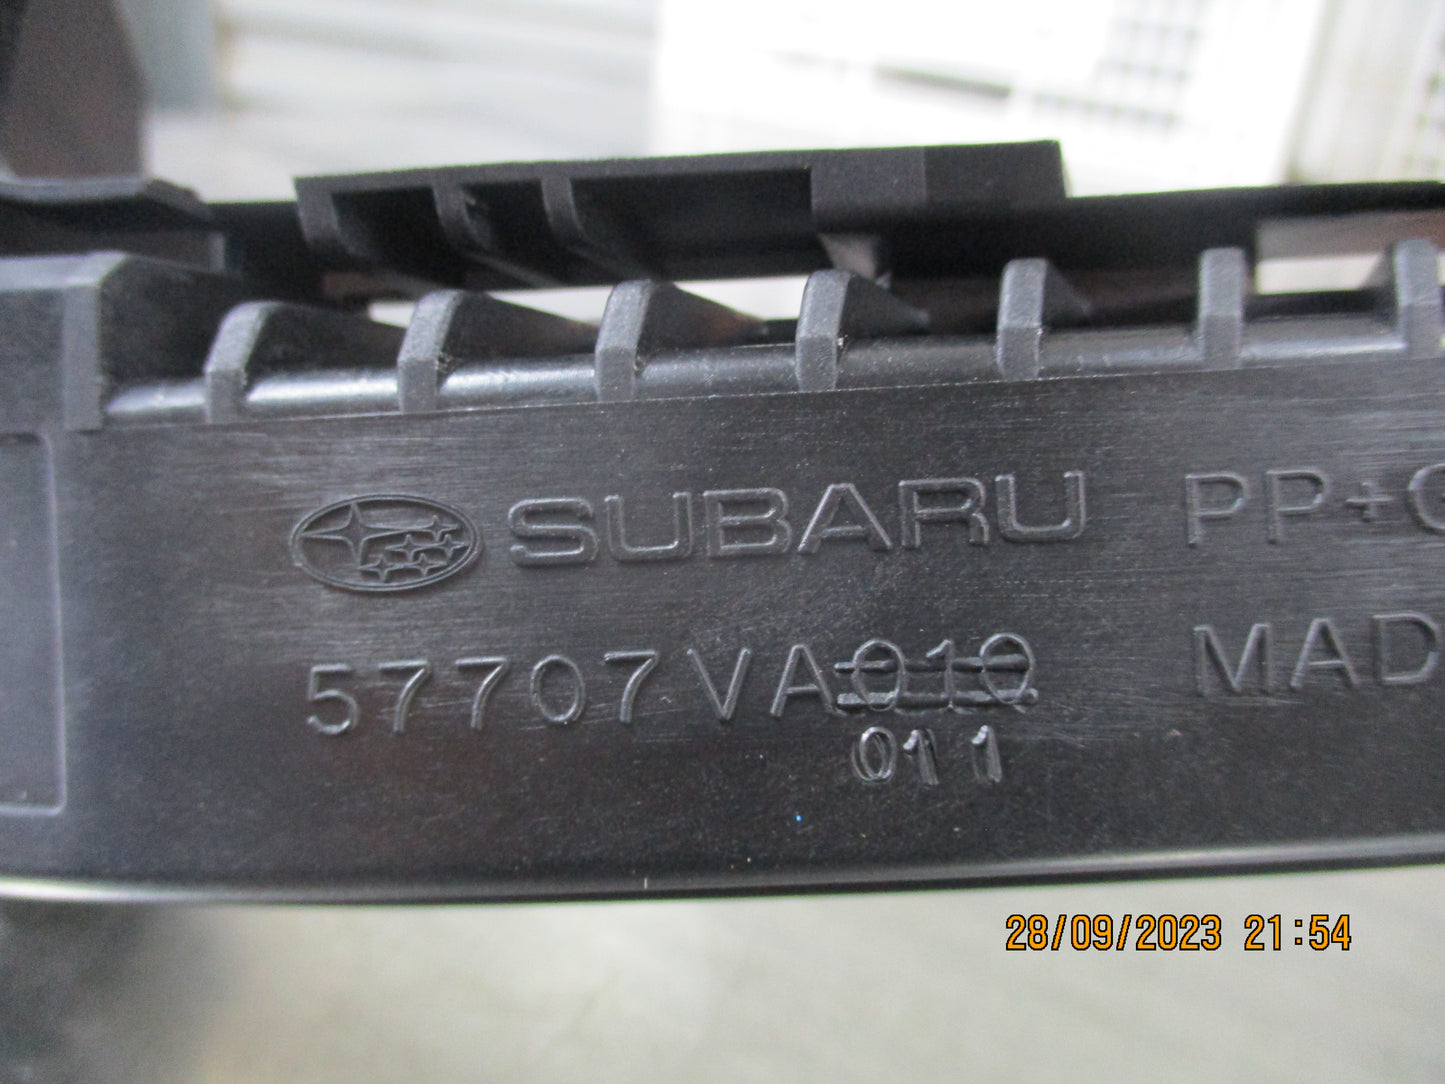 SUBARU PP+G
57707VA010 MAD
011
28/09/2023 21:54